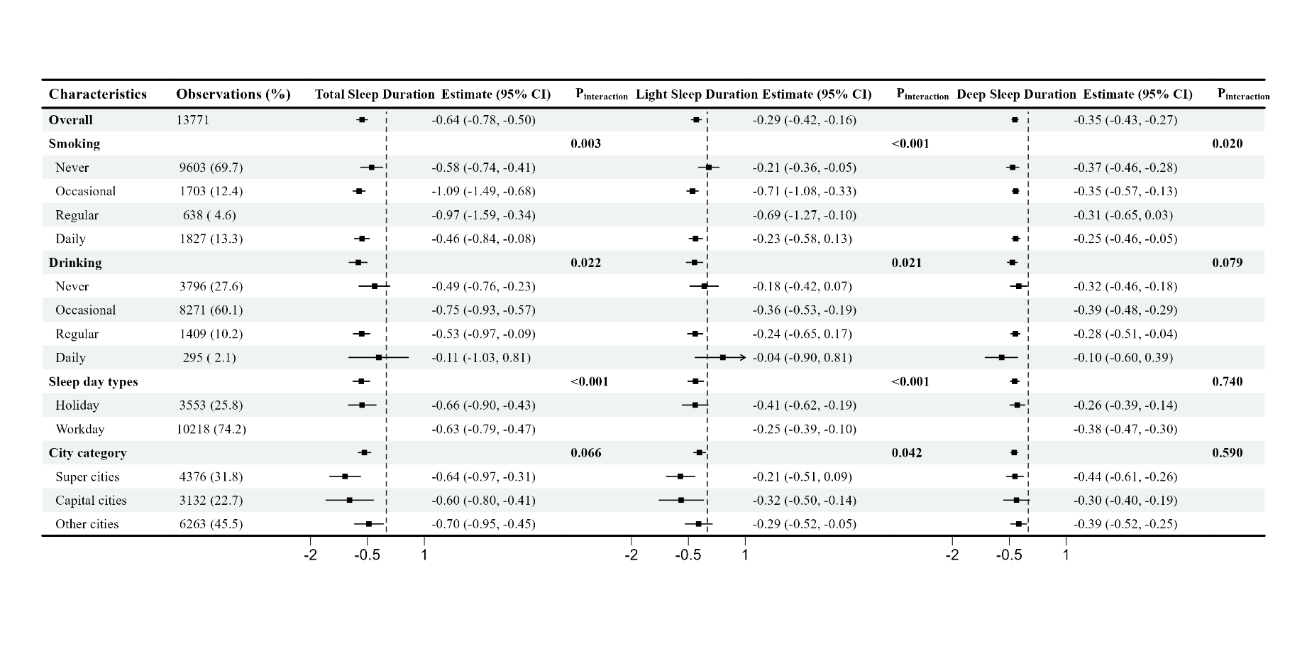 Characteristics Observations (%) Total Sleep Duration Estimate (95% CI) Pinteraction Light Sleep Duration Estimate (95% CI) Pinteraction Deep Sleep Duration Estimate (95% CI) Pinteraction
Overall 13771 -0.64 (-0.78, -0.50) -0.29 (-0.42, -0.16) -0.35 (-0.43, -0.27)
Smoking 0.003 <0.001 0.020
Never 9603 (69.7) -0.58 (-0.74, -0.41) -0.21 (-0.36, -0.05) -0.37 (-0.46, -0.28)
Occasional 1703 (12.4) -1.09 (-1.49, -0.68) -0.71 (-1.08, -0.33) -0.35 (-0.57, -0.13)
Regular 638 ( 4.6) -0.97 (-1.59, -0.34) -0.69 (-1.27, -0.10) -0.31 (-0.65, 0.03)
Daily 1827 (13.3) -0.46 (-0.84, -0.08) -0.23 (-0.58, 0.13) -0.25 (-0.46, -0.05)
Drinking 0.022 0.021 0.079
Never 3796 (27.6) -0.49 (-0.76, -0.23) -0.18 (-0.42, 0.07) -0.32 (-0.46, -0.18)
Occasional 8271 (60.1) -0.75 (-0.93, -0.57) -0.36 (-0.53, -0.19) -0.39 (-0.48, -0.29)
Regular 1409 (10.2) -0.53 (-0.97, -0.09) -0.24 (-0.65, 0.17) -0.28 (-0.51, -0.04)
Daily 295 ( 2.1) -0.11 (-1.03, 0.81) -0.04 (-0.90, 0.81) -0.10 (-0.60, 0.39)
Sleep day types <0.001 <0.001 0.740
Holiday 3553 (25.8) -0.66 (-0.90, -0.43) -0.41 (-0.62, -0.19) -0.26 (-0.39, -0.14)
Workday 10218 (74.2) -0.63 (-0.79, -0.47) -0.25 (-0.39, -0.10) -0.38 (-0.47, -0.30)
City category 0.066 0.042 0.590
Super cities 4376 (31.8) -0.64 (-0.97, -0.31) -0.21 (-0.51, 0.09) -0.44 (-0.61, -0.26)
Capital cities 3132 (22.7) -0.60 (-0.80, -0.41) -0.32 (-0.50, -0.14) -0.30 (-0.40, -0.19)
Other cities 6263 (45.5) -0.70 (-0.95, -0.45) -0.29 (-0.52, -0.05) -0.39 (-0.52, -0.25)
-2 -0.5 1 -2 -0.5 1 -2 -0.5 1